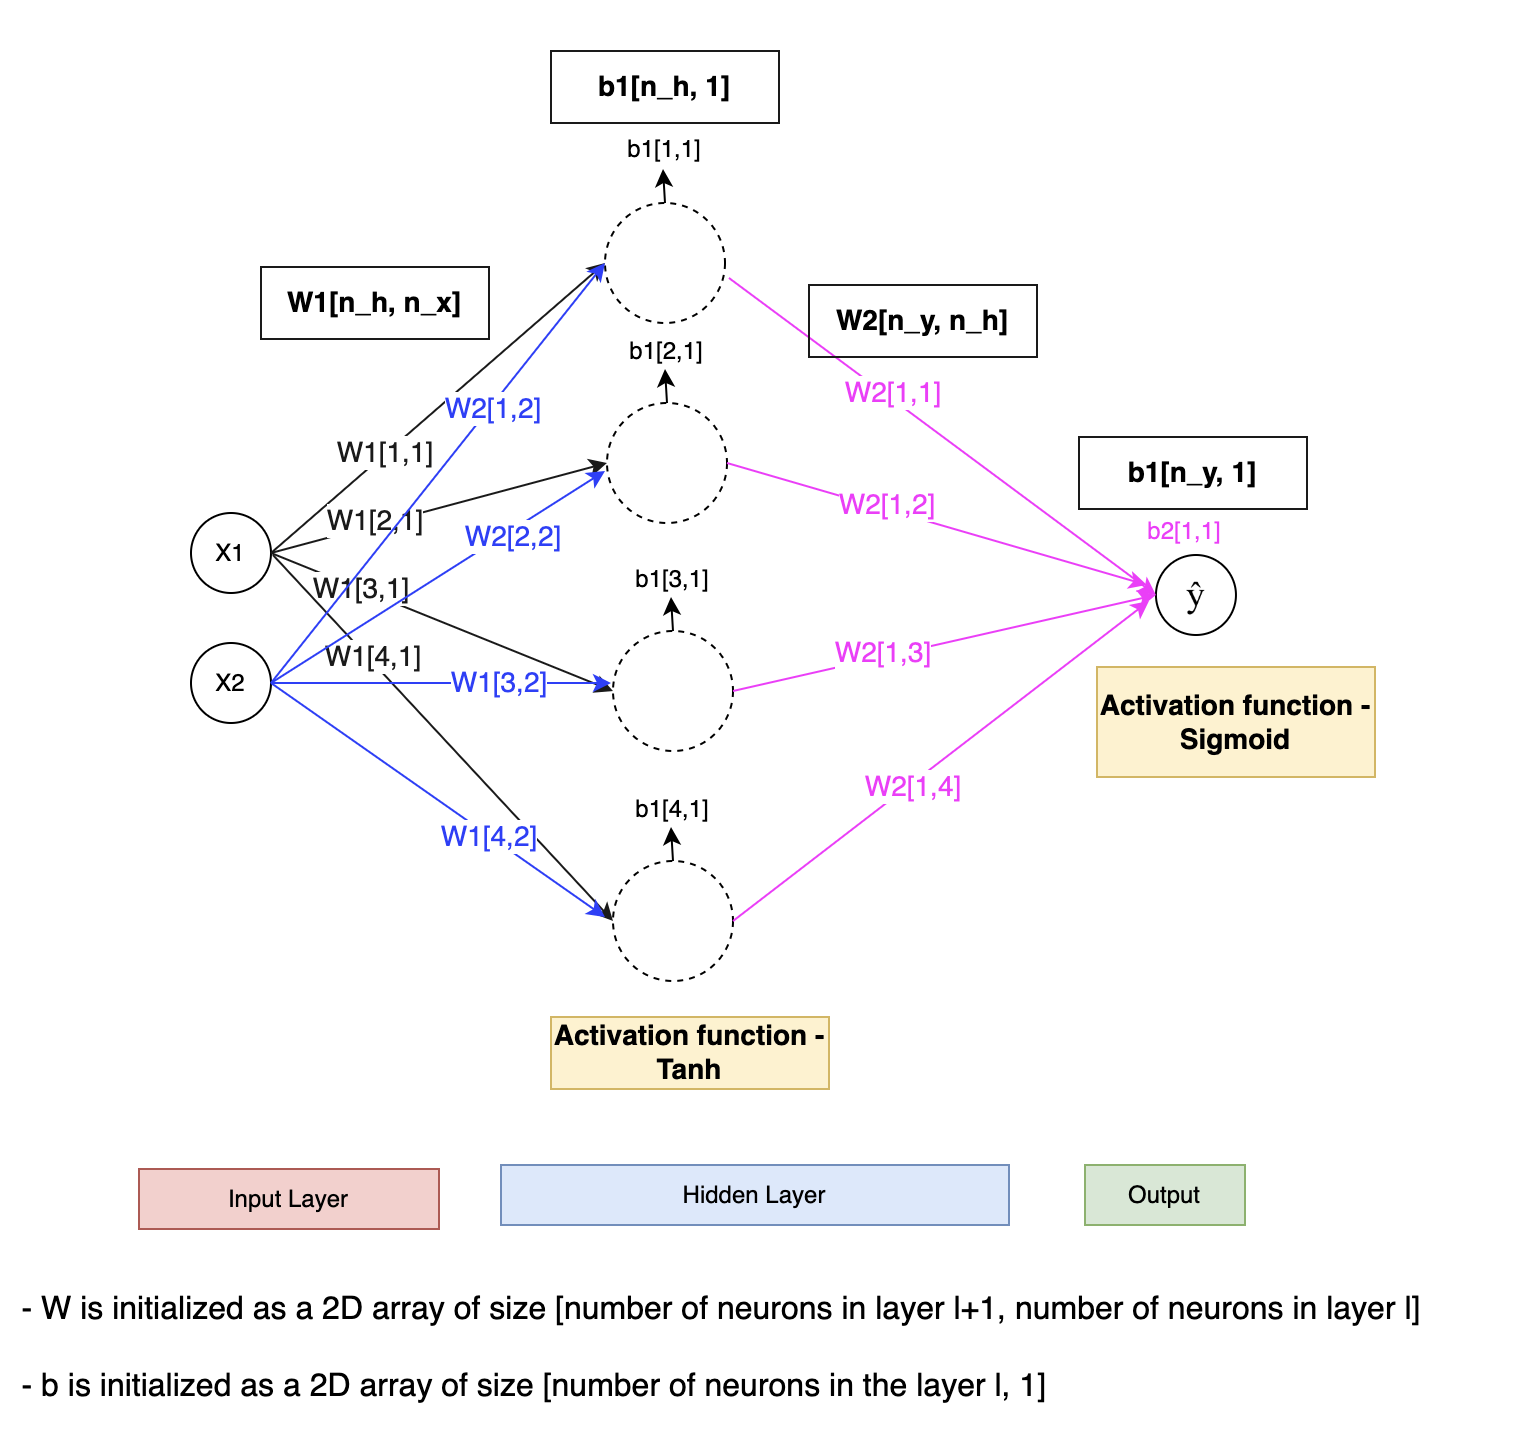 b1[n_h, 1]
b1[1,1]
W1[n_h, n_x]
W2[n_y, n_h]
b1[2,1]
W2[1,1]
W2[1,2]
W1[1,1]
b1[n_y, 1]
W2[1,2]
W1[2,1]
b2[1,1]
W2[2,2]
X1
b1[3,1]
W1[3,1]
ŷ
W2[1,3]
W1[4,1]
X2
W1[3,2]
Activation function -
Sigmoid
W2[1,4]
b1[4,1]
W1[4,2]
Activation function -
Tanh
Input Layer
Hidden Layer
Output
- W is initialized as a 2D array of size [number of neurons in layer l+1, number of neurons in layer l]
- b is initialized as a 2D array of size [number of neurons in the layer l, 1]